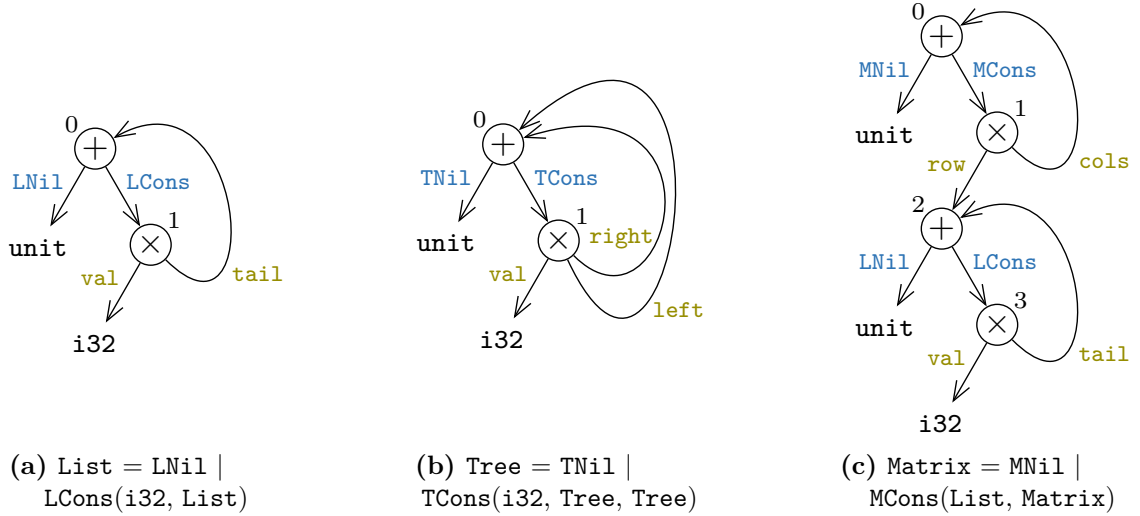 0
+
LNil LCons
1
unit
×
val tail
i32
(a) List = LNil |
LCons(i32, List)
0
+
TNil TCons
1
unit
×
right
val
left
i32
(b) Tree = TNil |
TCons(i32, Tree, Tree)
0
+
MNil MCons
1
unit
×
row cols
2
+
LNil LCons
3
unit
×
val tail
i32
(c) Matrix = MNil |
MCons(List, Matrix)